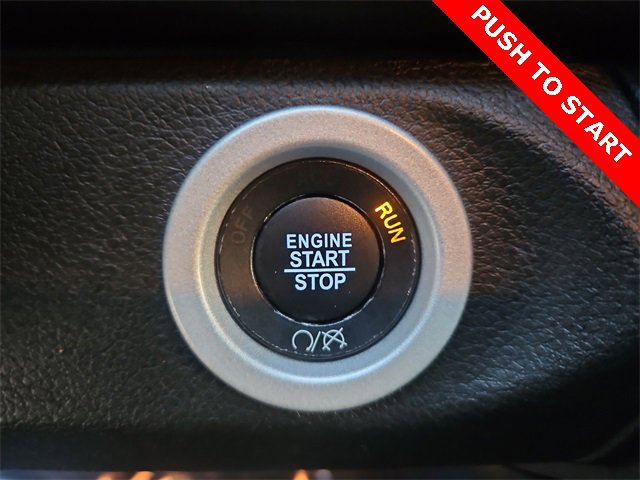 PUSH TO START
OFF
RUN
ENGINE
START
STOP